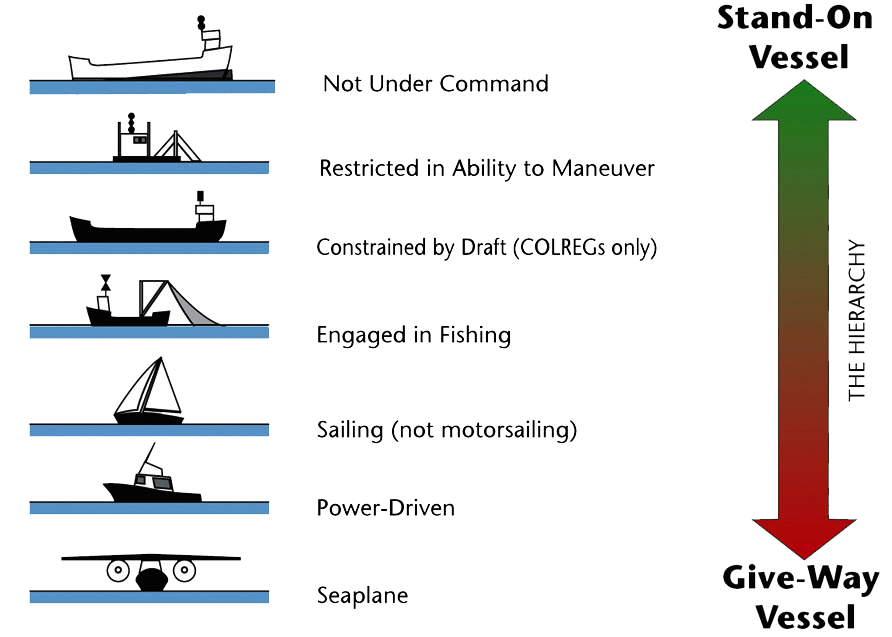 Stand-On
Vessel
Not Under Command
Restricted in Ability to Maneuver
Constrained by Draft (COLREGs only)
Engaged in Fishing
Sailing (not motorsailing)
Power-Driven
Seaplane
THE HIERARCHY
Give-Way
Vessel